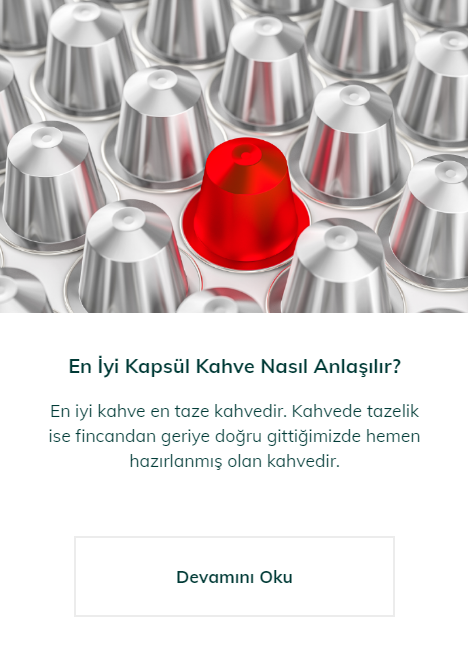 En İyi Kapsül Kahve Nasıl Anlaşılır?
En iyi kahve en taze kahvedir. Kahvede tazelik
ise fincandan geriye doğru gittiğimizde hemen
hazırlanmış olan kahvedir.
Devamını Oku